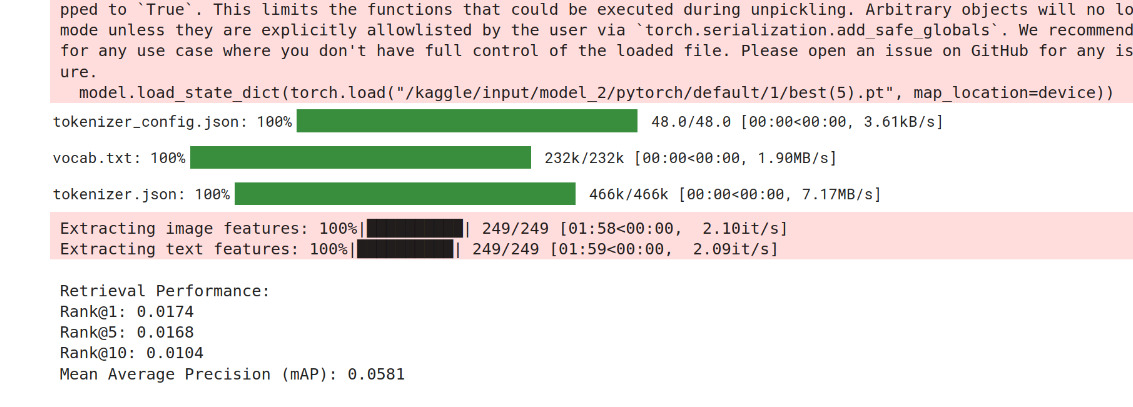 pped to `True`. This limits the functions that could be executed during unpickling. Arbitrary objects will no lo
mode unless they are explicitly allowlisted by the user via `torch.serialization.add_safe_globals`. We recommend
for any use case where you don't have full control of the loaded file. Please open an issue on GitHub for any is
ure.
  model.load_state_dict(torch.load("/kaggle/input/model_2/pytorch/default/1/best(5).pt", map_location=device))
tokenizer_config.json: 100% 48.0/48.0 [00:00<00:00, 3.61kB/s]
vocab.txt: 100% 232k/232k [00:00<00:00, 1.90MB/s]
tokenizer.json: 100% 466k/466k [00:00<00:00, 7.17MB/s]
Extracting image features: 100%|██████████| 249/249 [01:58<00:00,  2.10it/s]
Extracting text features: 100%|██████████| 249/249 [01:59<00:00,  2.09it/s]
Retrieval Performance:
Rank@1: 0.0174
Rank@5: 0.0168
Rank@10: 0.0104
Mean Average Precision (mAP): 0.0581